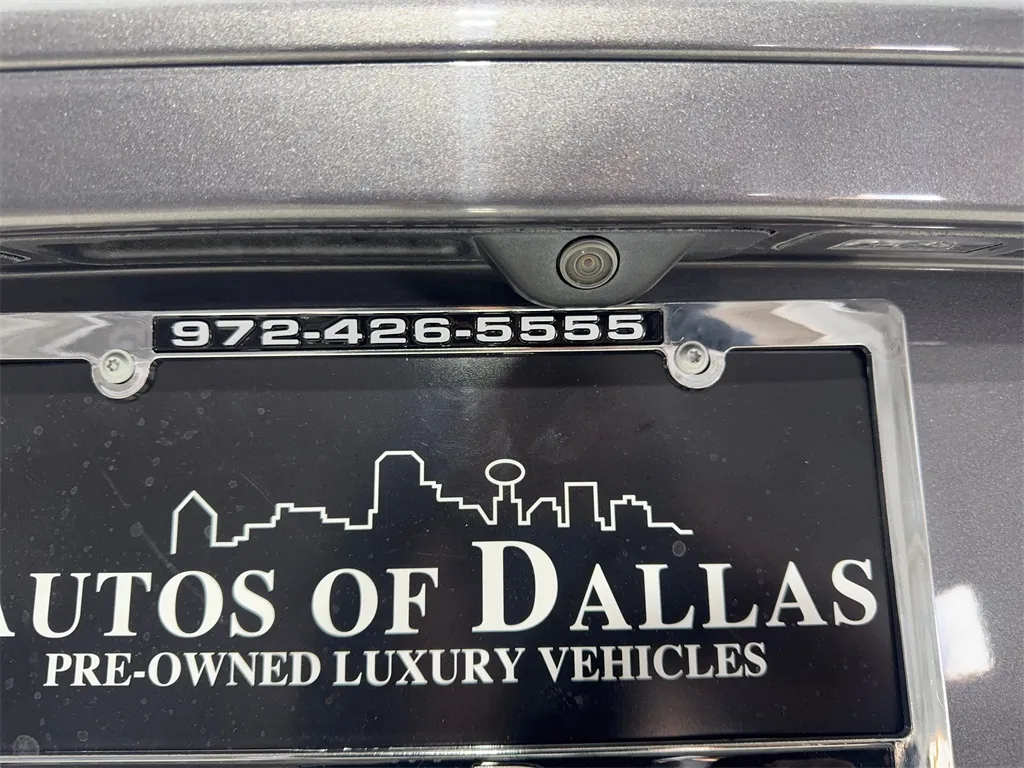 972-426-5555
AUTOS OF DALLAS
PRE-OWNED LUXURY VEHICLES